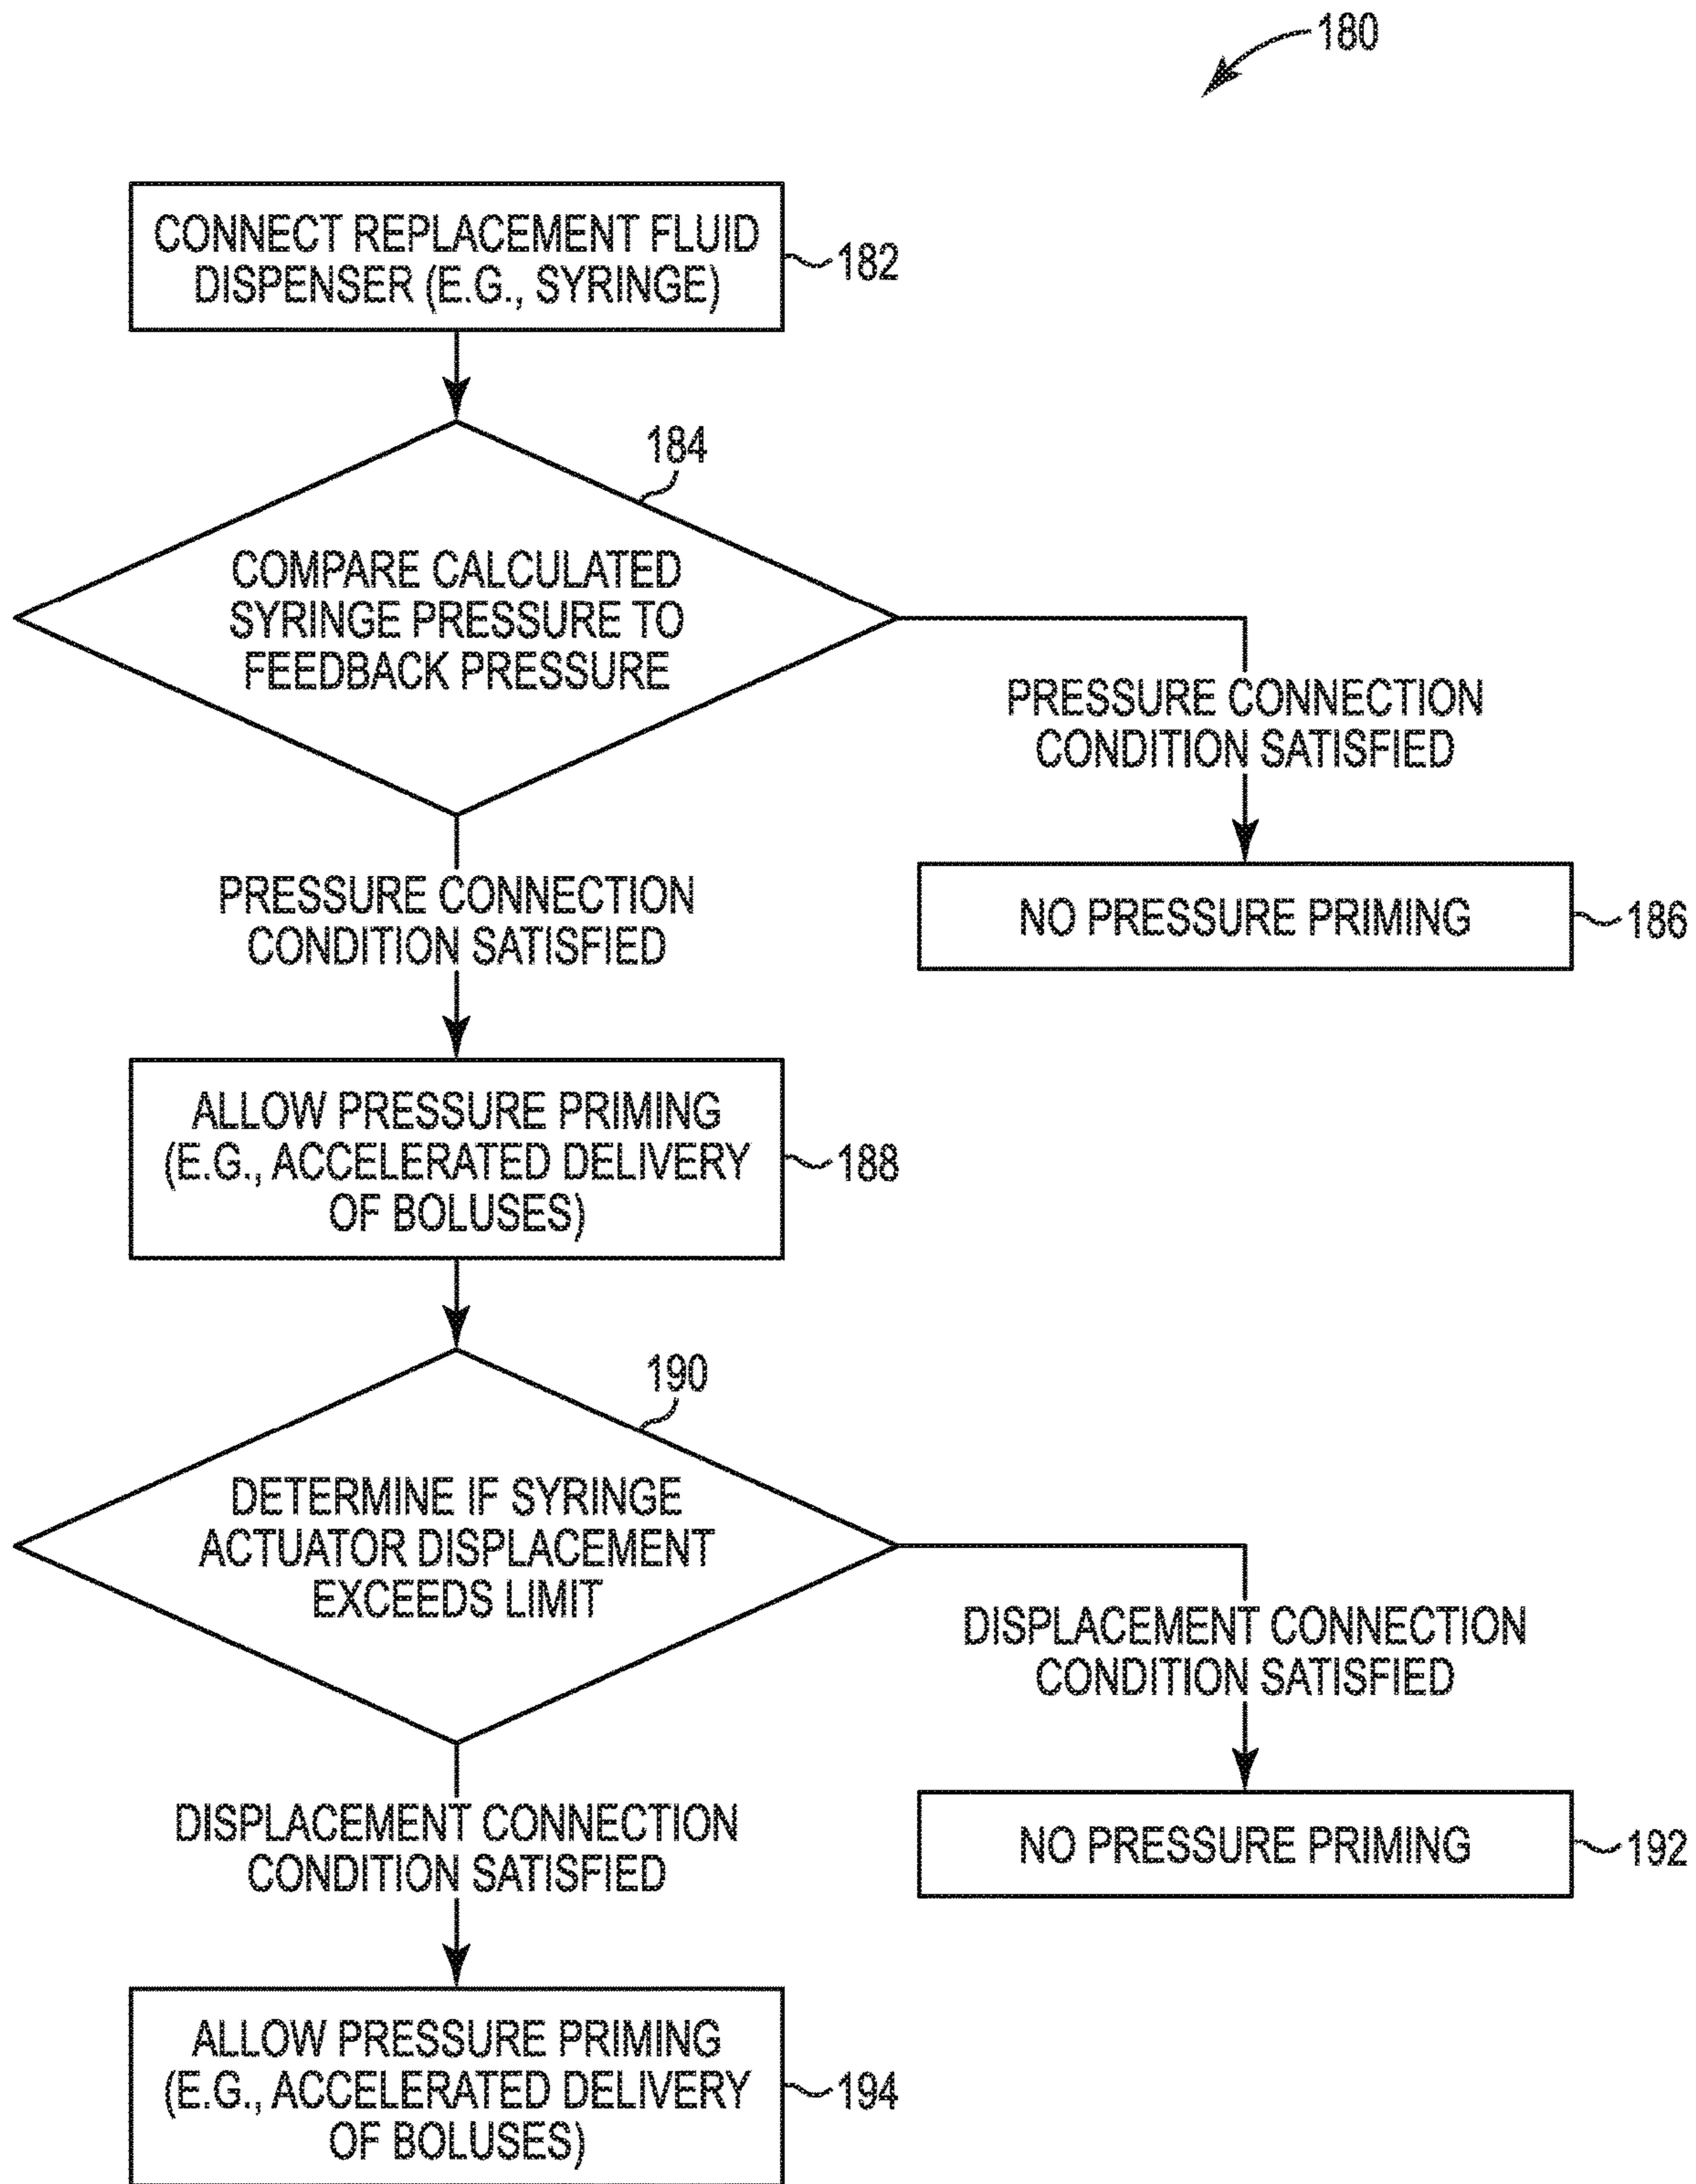 180
CONNECT REPLACEMENT FLUID
DISPENSER (E.G., SYRINGE)
182
184
COMPARE CALCULATED
SYRINGE PRESSURE TO
FEEDBACK PRESSURE
PRESSURE CONNECTION
CONDITION SATISFIED
NO PRESSURE PRIMING
186
PRESSURE CONNECTION
CONDITION SATISFIED
ALLOW PRESSURE PRIMING
(E.G., ACCELERATED DELIVERY
OF BOLUSES)
188
190
DETERMINE IF SYRINGE
ACTUATOR DISPLACEMENT
EXCEEDS LIMIT
DISPLACEMENT CONNECTION
CONDITION SATISFIED
NO PRESSURE PRIMING
192
DISPLACEMENT CONNECTION
CONDITION SATISFIED
ALLOW PRESSURE PRIMING
(E.G., ACCELERATED DELIVERY
OF BOLUSES)
194